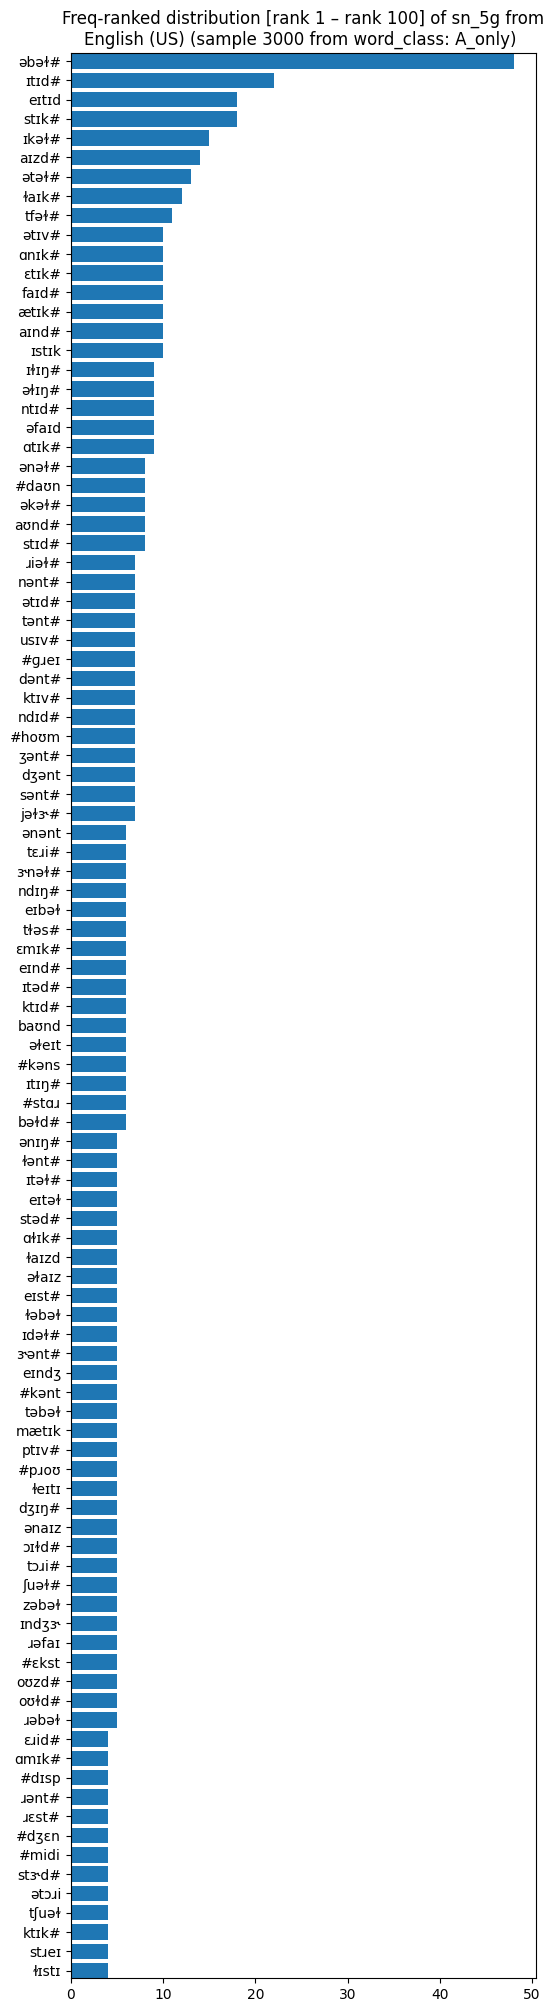 Freq-ranked distribution [rank 1 – rank 100] of sn_5g from
English (US) (sample 3000 from word_class: A_only)
əbəɫ#
ɪtɪd#
eɪtɪd
stɪk#
ɪkəɫ#
aɪzd#
ətəɫ#
ɫaɪk#
tfəɫ#
ətɪv#
ɑnɪk#
ɛtɪk#
faɪd#
ætɪk#
aɪnd#
ɪstɪk
ɪɫɪŋ#
əɫɪŋ#
ntɪd#
əfaɪd
ɑtɪk#
ənəɫ#
#daʊn
əkəɫ#
aʊnd#
stɪd#
ɹiəɫ#
nənt#
ətɪd#
tənt#
usɪv#
#ɡɹeɪ
dənt#
ktɪv#
ndɪd#
#hoʊm
ʒənt#
dʒənt
sənt#
jəɫɝ#
ənənt
tɛɹi#
ɝnəɫ#
ndɪŋ#
eɪbəɫ
tɫəs#
ɛmɪk#
eɪnd#
ɪtəd#
ktɪd#
baʊnd
əɫeɪt
#kəns
ɪtɪŋ#
#stɑɹ
bəɫd#
ənɪŋ#
ɫənt#
ɪtəɫ#
eɪtəɫ
stəd#
ɑɫɪk#
ɫaɪzd
əɫaɪz
eɪst#
ɫəbəɫ
ɪdəɫ#
ɝənt#
eɪndʒ
#kənt
təbəɫ
mætɪk
ptɪv#
#pɹoʊ
ɫeɪtɪ
dʒɪŋ#
ənaɪz
ɔɪɫd#
tɔɹi#
ʃuəɫ#
zəbəɫ
ɪndʒɝ
ɹəfaɪ
#ɛkst
oʊzd#
oʊɫd#
ɹəbəɫ
ɛɹid#
ɑmɪk#
#dɪsp
ɹənt#
ɹɛst#
#dʒɛn
#midi
stɝd#
ətɔɹi
tʃuəɫ
ktɪk#
stɹeɪ
ɫɪstɪ
0 10 20 30 40 50